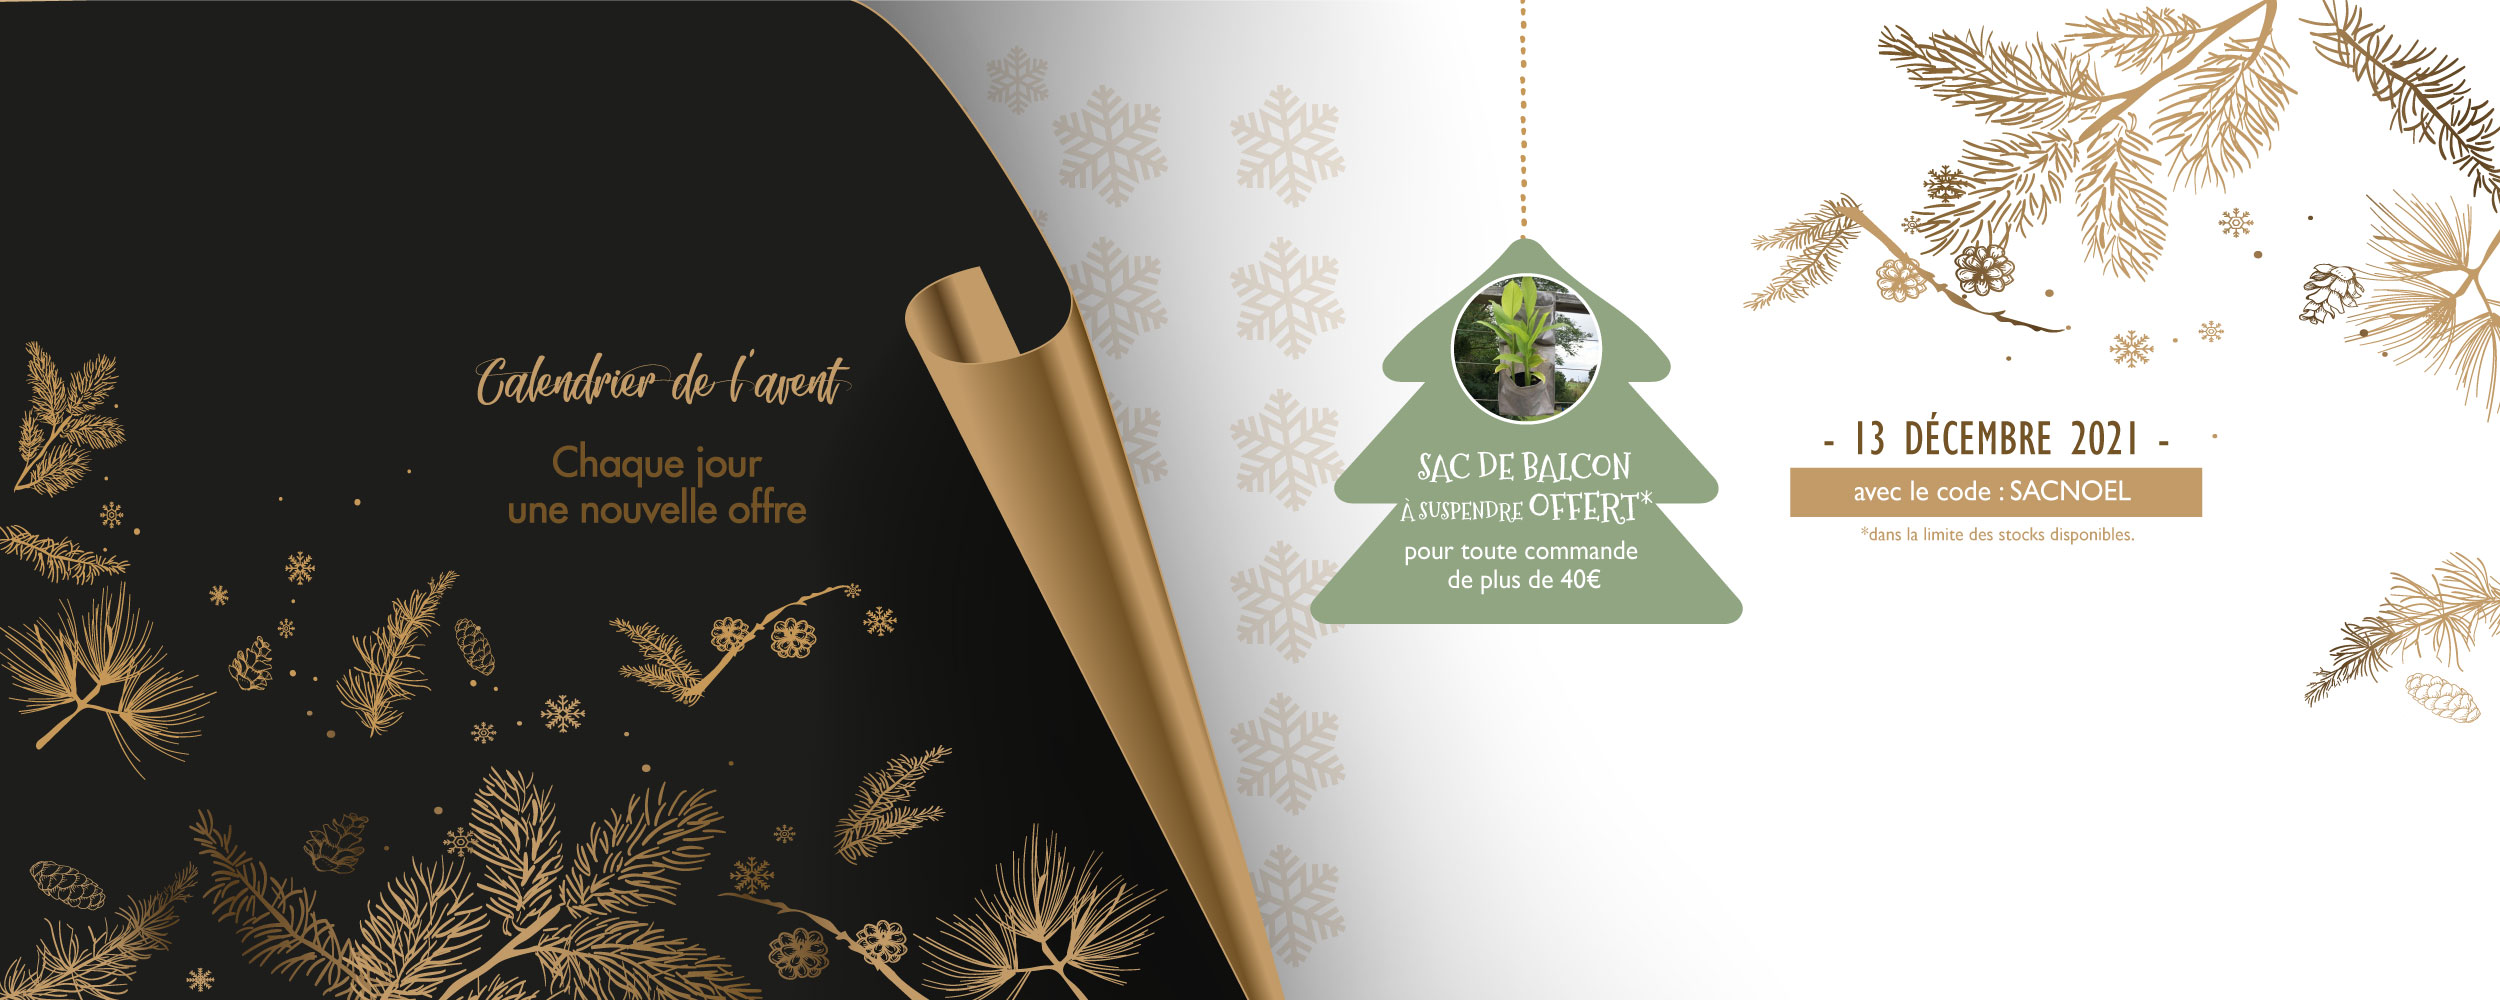 Calendrier de l'avent
Chaque jour
une nouvelle offre
SAC DE BALCON
À SUSPENDRE OFFERT*
pour toute commande
de plus de 40€
- 13 DÉCEMBRE 2021 -
avec le code : SACNOEL
*dans la limite des stocks disponibles.